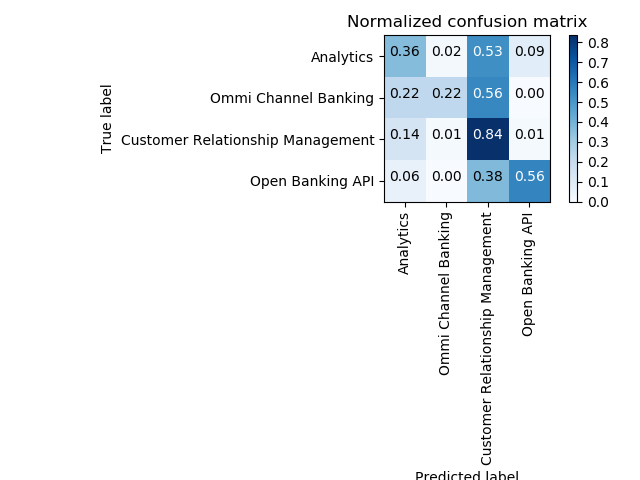 Normalized confusion matrix
True label
Analytics 0.36 0.02 0.53 0.09
Ommi Channel Banking 0.22 0.22 0.56 0.00
Customer Relationship Management 0.14 0.01 0.84 0.01
Open Banking API 0.06 0.00 0.38 0.56
Analytics
Ommi Channel Banking
Customer Relationship Management
Open Banking API
Predicted label
0.8
0.7
0.6
0.5
0.4
0.3
0.2
0.1
0.0